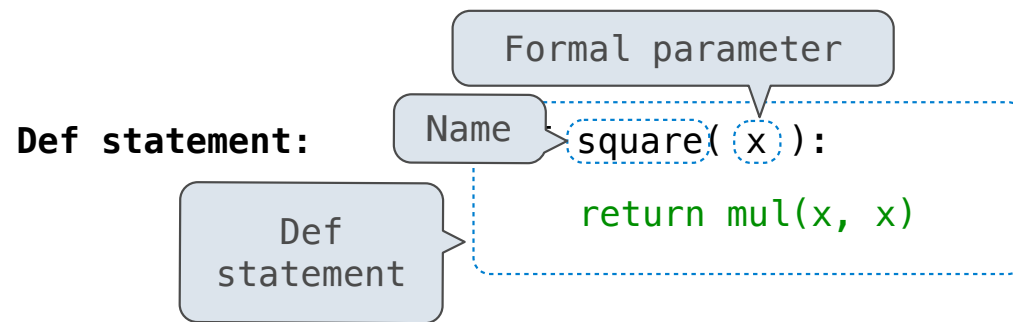 Formal parameter
Def statement: Name square( x ):
return mul(x, x)
Def
statement